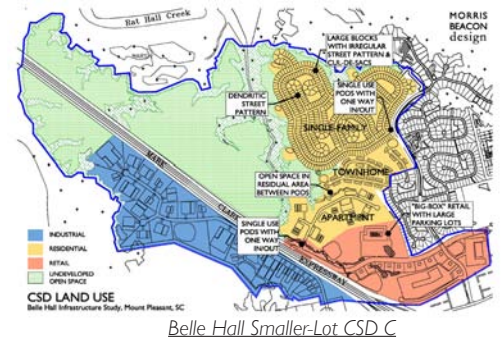 Rat Hall Creek
MORRIS
BEACON
design
LARGE BLOCKS
WITH IRREGULAR
STREET PATTERN &
CUL-DE-SACS
DENDRITIC
STREET
PATTERN
SINGLE USE
PODS WITH
ONE WAY
IN/OUT
SINGLE-FAMILY
TOWNHOME
OPEN SPACE IN
RESIDUAL AREA
BETWEEN PODS
APARTMENT
"BIG-BOX" RETAIL
WITH LARGE
PARKING LOTS
MARK
CLARK
EXPRESSWAY
SINGLE USE
PODS WITH
ONE WAY
IN/OUT
INDUSTRIAL
RESIDENTIAL
RETAIL
UNDEVELOPED
OPEN SPACE
CSD LAND USE
Belle Hall Infrastructure Study, Mount Pleasant, SC
Belle Hall Smaller-Lot CSD C